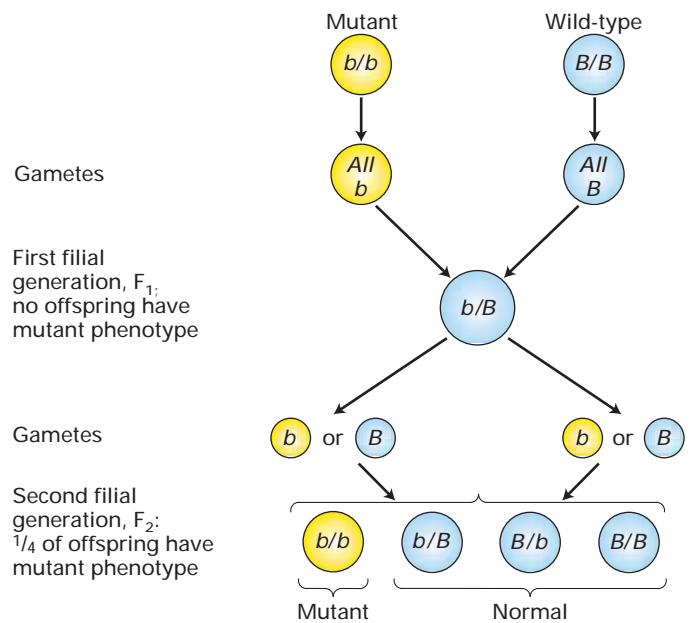 Mutant Wild-type
b/b B/B
All All
b B
Gametes
First filial
generation, F₁;
no offspring have
mutant phenotype
b/B
Gametes
b or B b or B
Second filial
generation, F₂:
1/4 of offspring have
mutant phenotype
b/b b/B B/b B/B
Mutant Normal